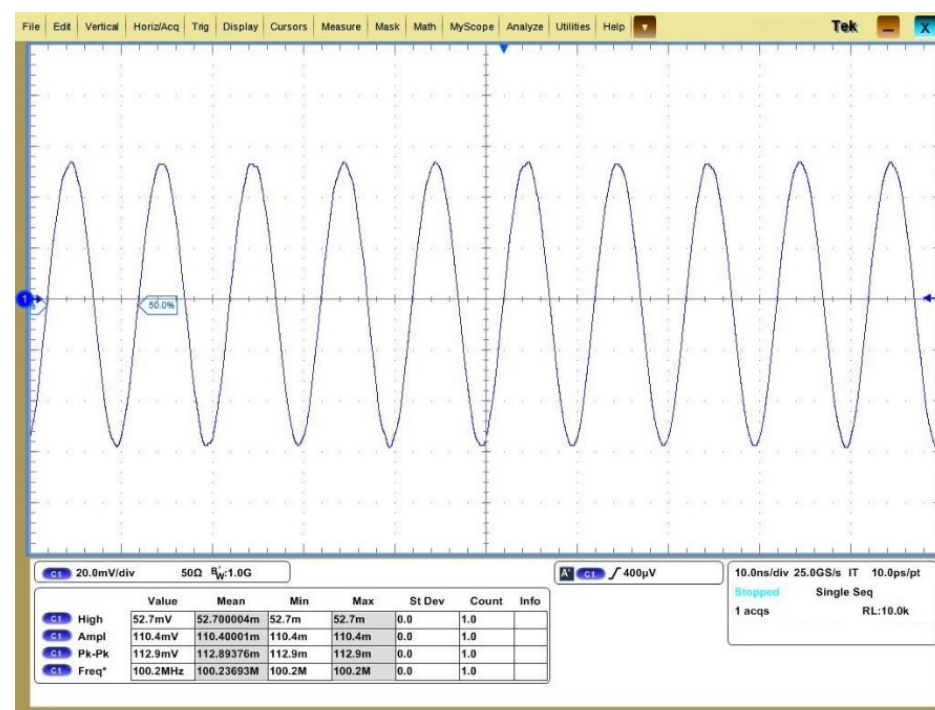 File Edit Vertical Horiz/Acq Trig Display Cursors Measure Mask Math MyScope Analyze Utilities Help Tek X
1
50.0%
C1 20.0mV/div 50Ω BW:1.0G
A' C1 400µV
10.0ns/div 25.0GS/s IT 10.0ps/pt
Stopped Single Seq
1 acqs RL:10.0k
Value Mean Min Max St Dev Count Info
C1 High 52.7mV 52.700004m 52.7m 52.7m 0.0 1.0
C1 Ampl 110.4mV 110.40001m 110.4m 110.4m 0.0 1.0
C1 Pk-Pk 112.9mV 112.89376m 112.9m 112.9m 0.0 1.0
C1 Freq* 100.2MHz 100.23693M 100.2M 100.2M 0.0 1.0